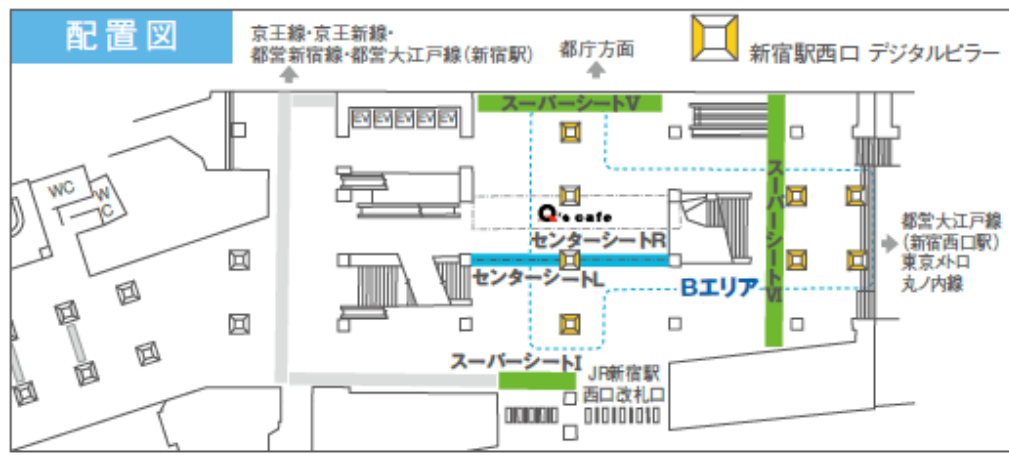 配置図
京王線・京王新線・
都営新宿線・都営大江戸線(新宿駅)
都庁方面
新宿駅西口 デジタルピラー
スーパーシートⅤ
EV EV EV EV EV
WC
WC
スーパーシートⅥ
Q's cafe
センターシートR
センターシートL
Bエリア
都営大江戸線
(新宿西口駅)
東京メトロ
丸ノ内線
スーパーシートⅠ
JR新宿駅
西口改札口